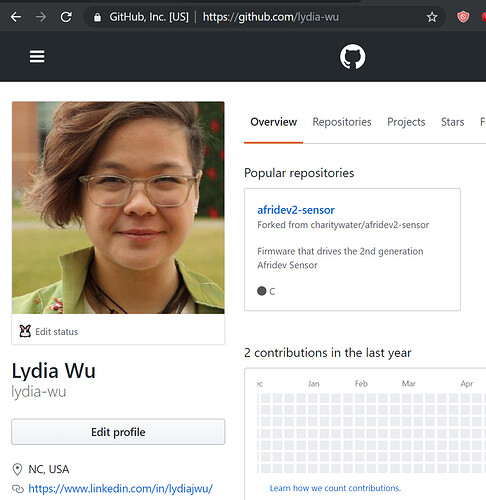 GitHub, Inc. [US] | https://github.com/lydia-wu
Overview Repositories Projects Stars F
Popular repositories
afridev2-sensor
Forked from charitywater/afridev2-sensor
Firmware that drives the 2nd generation
Afridev Sensor
C
Edit status
Lydia Wu
lydia-wu
Edit profile
NC, USA
https://www.linkedin.com/in/lydiajwu/
2 contributions in the last year
ec Jan Feb Mar Apr
Learn how we count contributions.